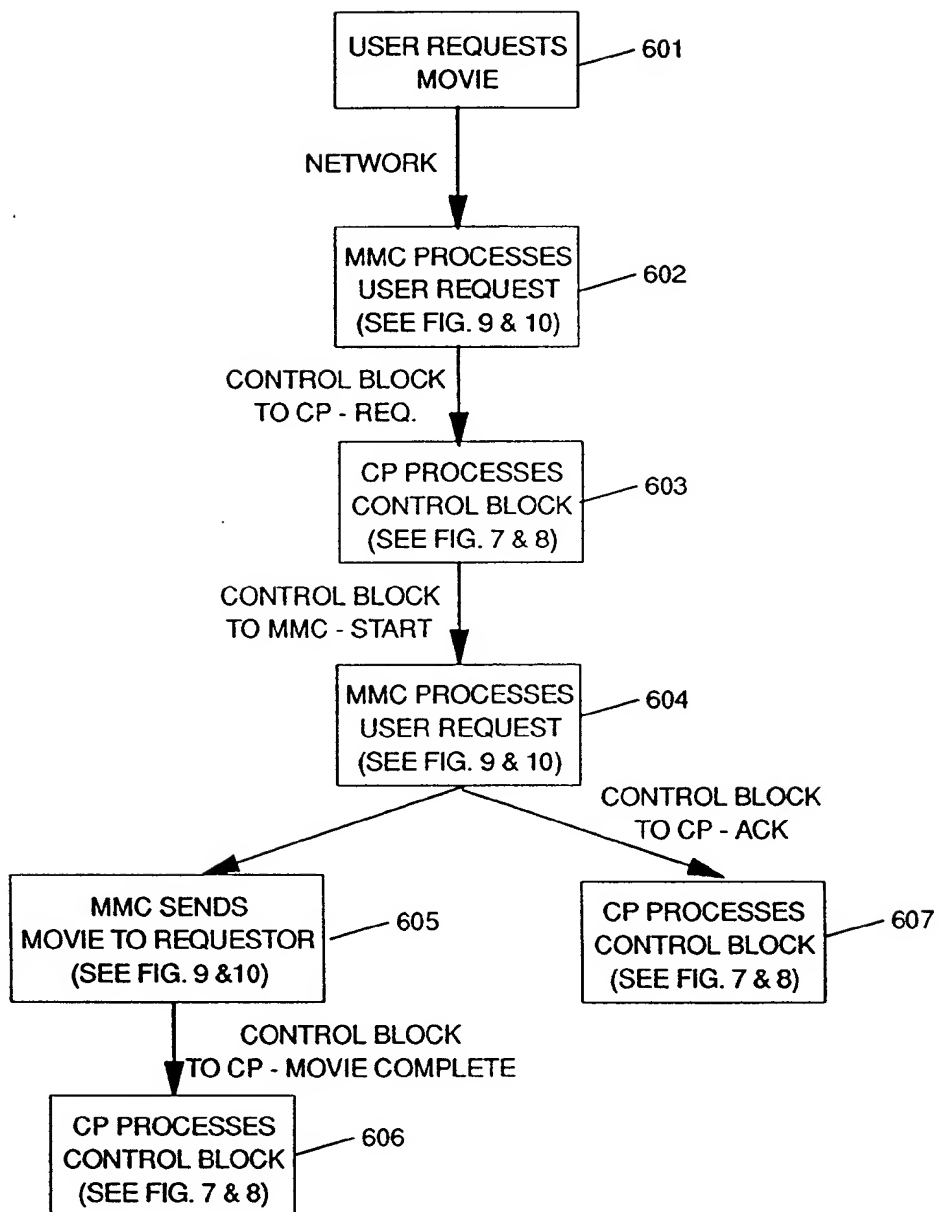 USER REQUESTS
MOVIE
601
NETWORK
MMC PROCESSES
USER REQUEST
(SEE FIG. 9 & 10)
602
CONTROL BLOCK
TO CP - REQ.
CP PROCESSES
CONTROL BLOCK
(SEE FIG. 7 & 8)
603
CONTROL BLOCK
TO MMC - START
MMC PROCESSES
USER REQUEST
(SEE FIG. 9 & 10)
604
CONTROL BLOCK
TO CP - ACK
MMC SENDS
MOVIE TO REQUESTOR
(SEE FIG. 9 &10)
605
CP PROCESSES
CONTROL BLOCK
(SEE FIG. 7 & 8)
607
CONTROL BLOCK
TO CP - MOVIE COMPLETE
CP PROCESSES
CONTROL BLOCK
(SEE FIG. 7 & 8)
606